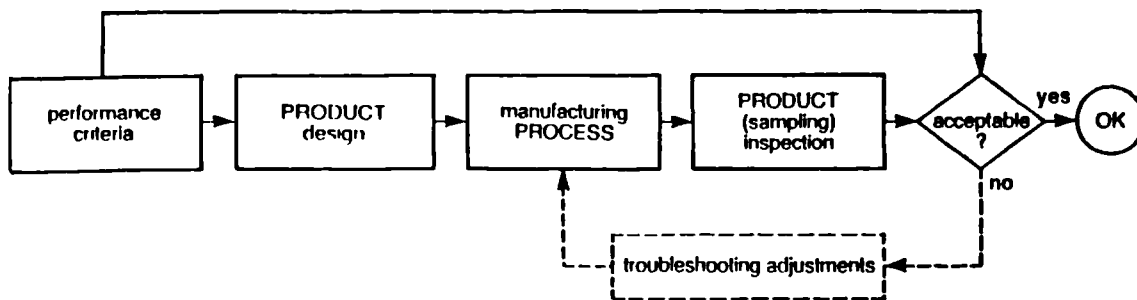 performance
criteria
PRODUCT
design
manufacturing
PROCESS
PRODUCT
(sampling)
inspection
acceptable
?
yes
OK
no
troubleshooting adjustments